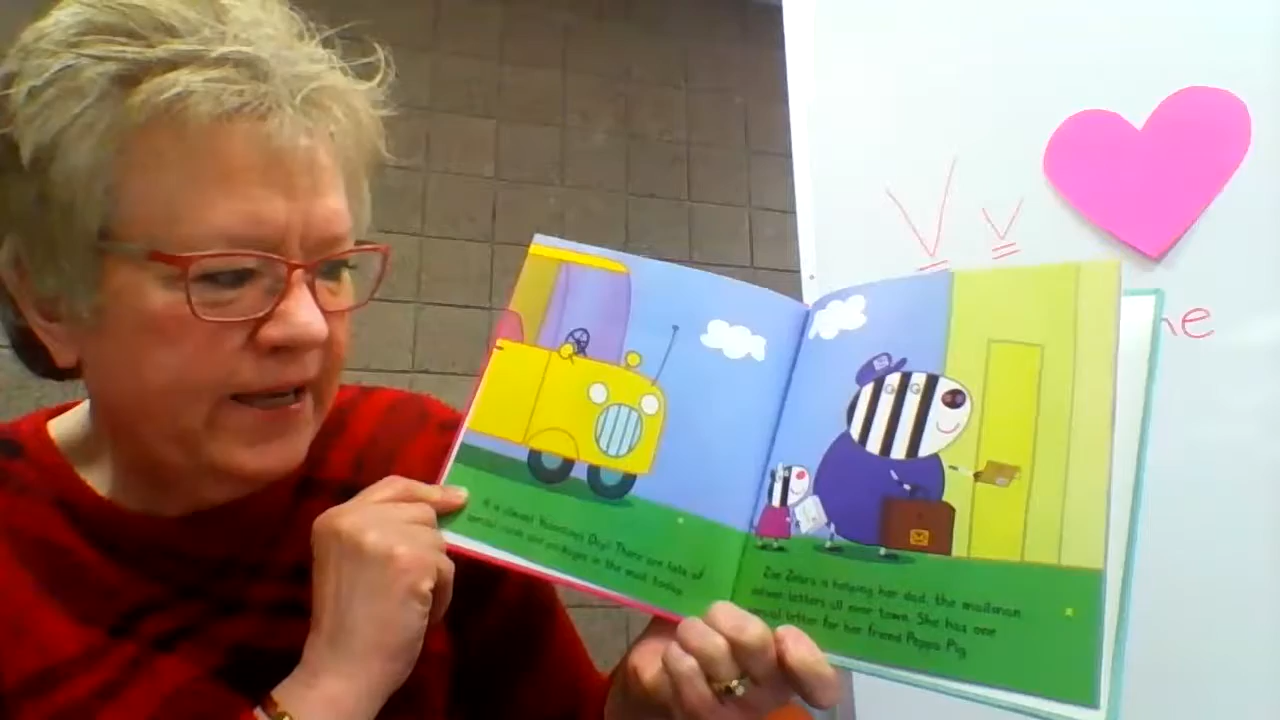 V v
ne
It is almost Valentine's Day! There are lots of
special cards and packages in the mail today.
Zoe Zebra is helping her dad, the mailman
deliver letters all over town. She has one
special letter for her friend Peppa Pig